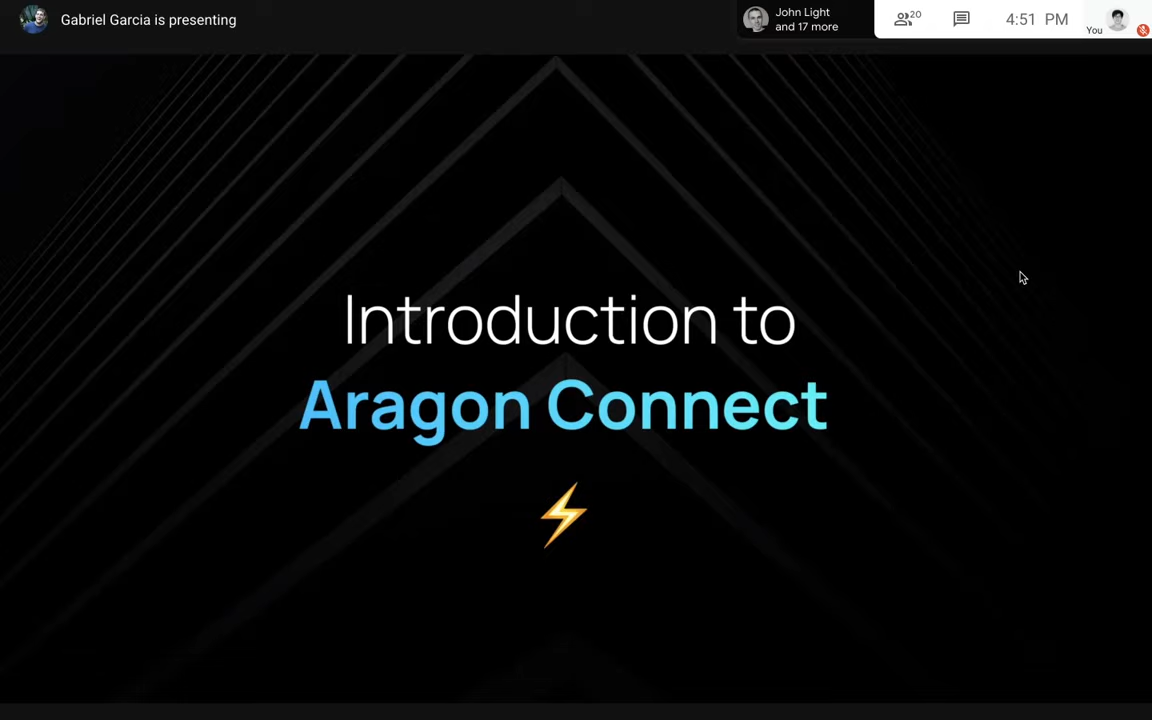 Gabriel Garcia is presenting
John Light
and 17 more
20
4:51 PM
You
Introduction to
Aragon Connect